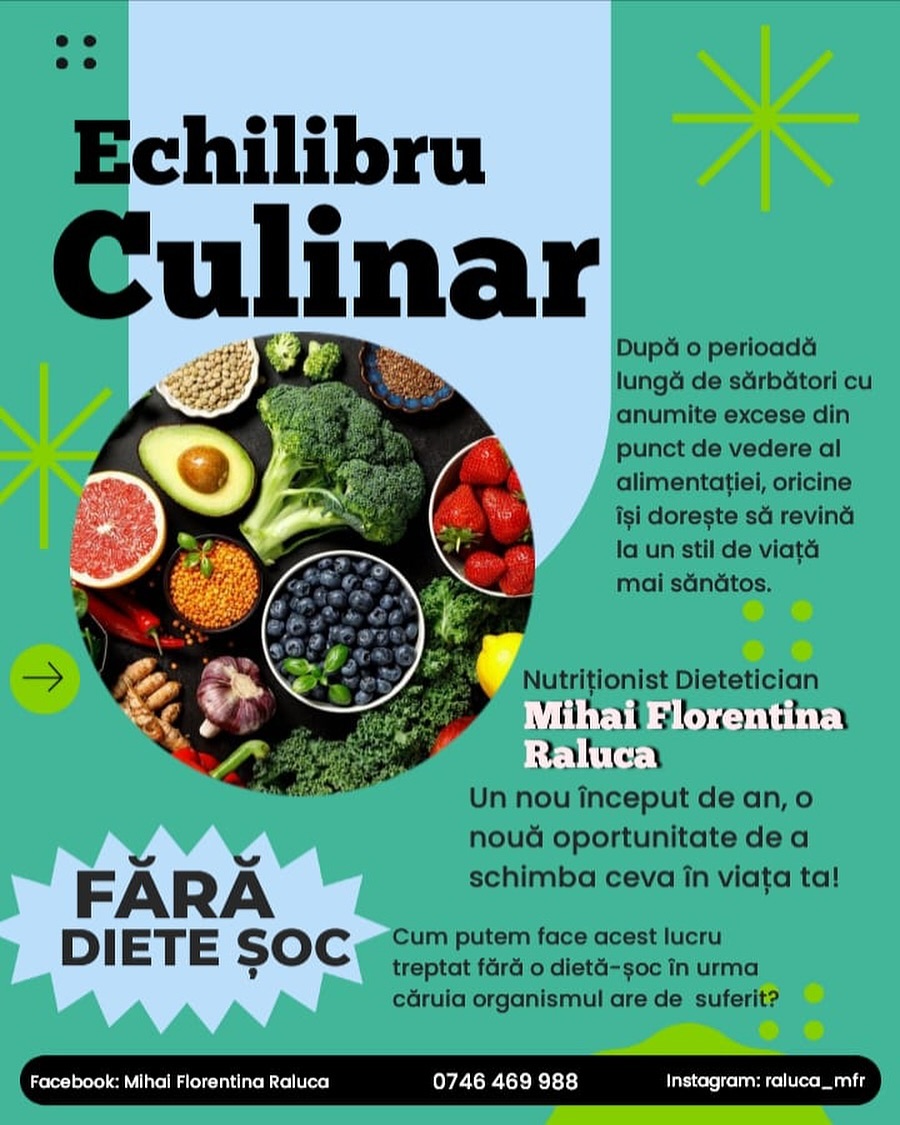 Echilibru
Culinar
După o perioadă
lungă de sărbători cu
anumite excese din
punct de vedere al
alimentației, oricine
își dorește să revină
la un stil de viață
mai sănătos.
Nutriționist Dietetician
Mihai Florentina
Raluca
Un nou început de an, o
nouă oportunitate de a
schimba ceva în viața ta!
FĂRĂ
DIETE ȘOC
Cum putem face acest lucru
treptat fără o dietă-șoc în urma
căruia organismul are de suferit?
Facebook: Mihai Florentina Raluca
0746 469 988
Instagram: raluca_mfr